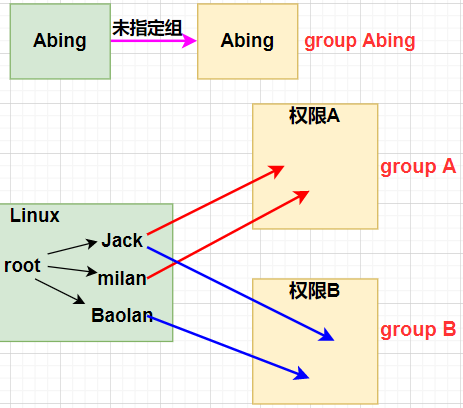 Abing
未指定组
Abing
group Abing
权限A
group A
Linux
Jack
root
milan
Baolan
权限B
group B